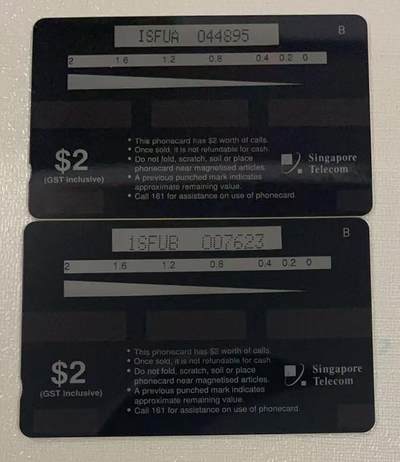 ISFUA 044895 B
2 1.6 1.2 0.8 0.4 0.2 0
• This phonecard has $2 worth of calls.
• Once sold, it is not refundable for cash.
• Do not fold, scratch, soil or place
phonecard near magnetised articles.
• A previous punched mark indicates
approximate remaining value.
• Call 161 for assistance on use of phonecard.
$2
(GST inclusive)
Singapore
Telecom
1SFUB 007623 B
2 1.6 1.2 0.8 0.4 0.2 0
• This phonecard has $2 worth of calls.
• Once sold, it is not refundable for cash.
• Do not fold, scratch, soil or place
phonecard near magnetised articles.
• A previous punched mark indicates
approximate remaining value.
• Call 161 for assistance on use of phonecard.
$2
(GST inclusive)
Singapore
Telecom